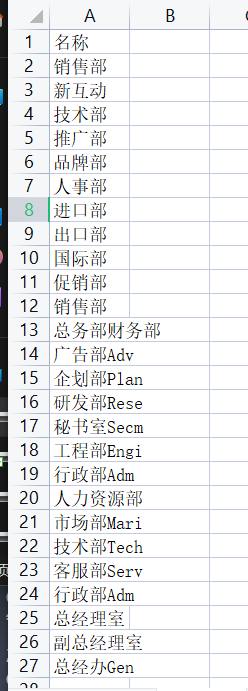 A B
1 名称
2 销售部
3 新互动
4 技术部
5 推广部
6 品牌部
7 人事部
8 进口部
9 出口部
10 国际部
11 促销部
12 销售部
13 总务部财务部
14 广告部Adv
15 企划部Plan
16 研发部Rese
17 秘书室Secm
18 工程部Engi
19 行政部Adm
20 人力资源部
21 市场部Mari
22 技术部Tech
23 客服部Serv
24 行政部Adm
25 总经理室
26 副总经理室
27 总经办Gen